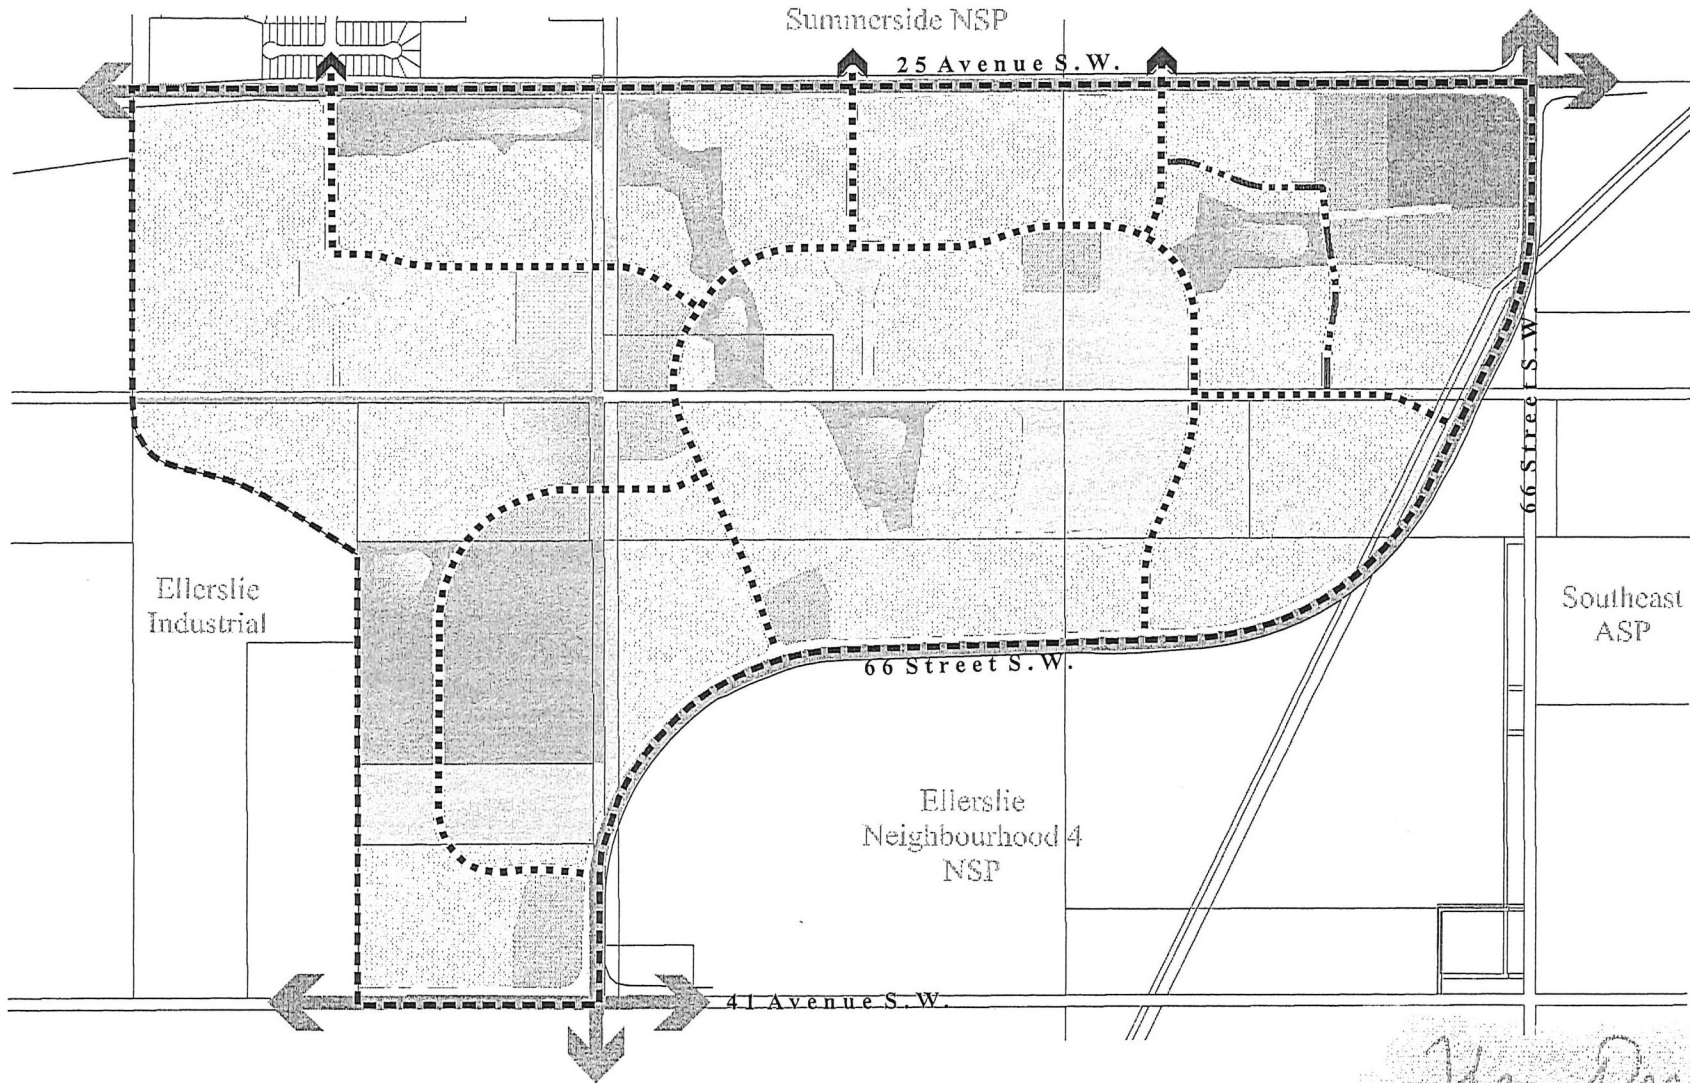 Summerside NSP
25 Avenue S.W.
66 Street S.W.
Ellerslie
Industrial
Southeast
ASP
66 Street S.W.
Ellerslie
Neighbourhood 4
NSP
41 Avenue S.W.